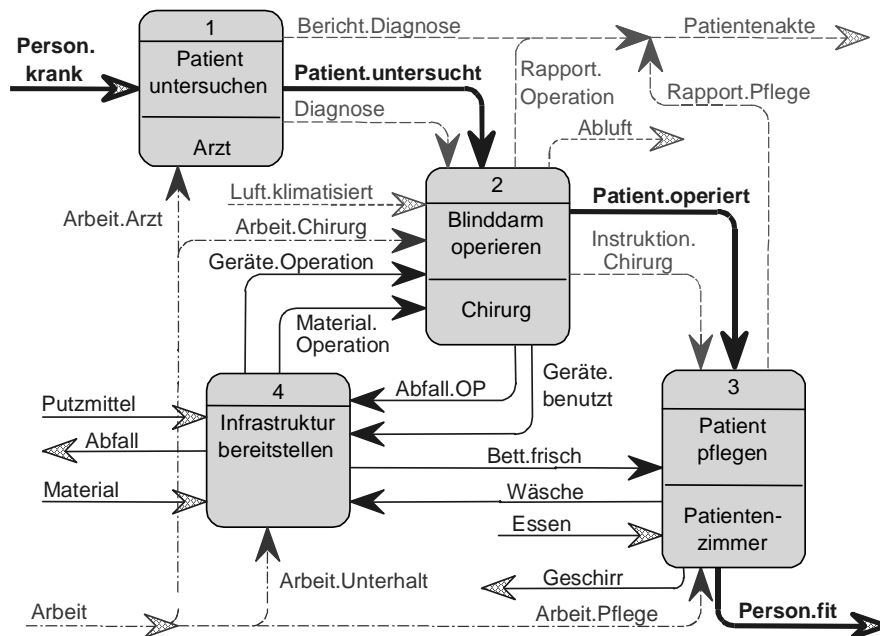 1
Bericht.Diagnose
Patientenakte
Person.
krank
Patient
untersuchen
Patient.untersucht
Rapport.
Operation
Rapport.Pflege
Diagnose
Arzt
Abluft
2
Luft.klimatisiert
Patient.operiert
Arbeit.Arzt
Arbeit.Chirurg
Blinddarm
operieren
Instruktion.
Chirurg
Geräte.Operation
Chirurg
Material.
Operation
4
Geräte.
benutzt
3
Abfall.OP
Putzmittel
Infrastruktur
bereitstellen
Patient
pflegen
Abfall
Bett.frisch
Material
Wäsche
Essen
Patienten-
zimmer
Arbeit.Unterhalt
Geschirr
Arbeit
Arbeit.Pflege
Person.fit